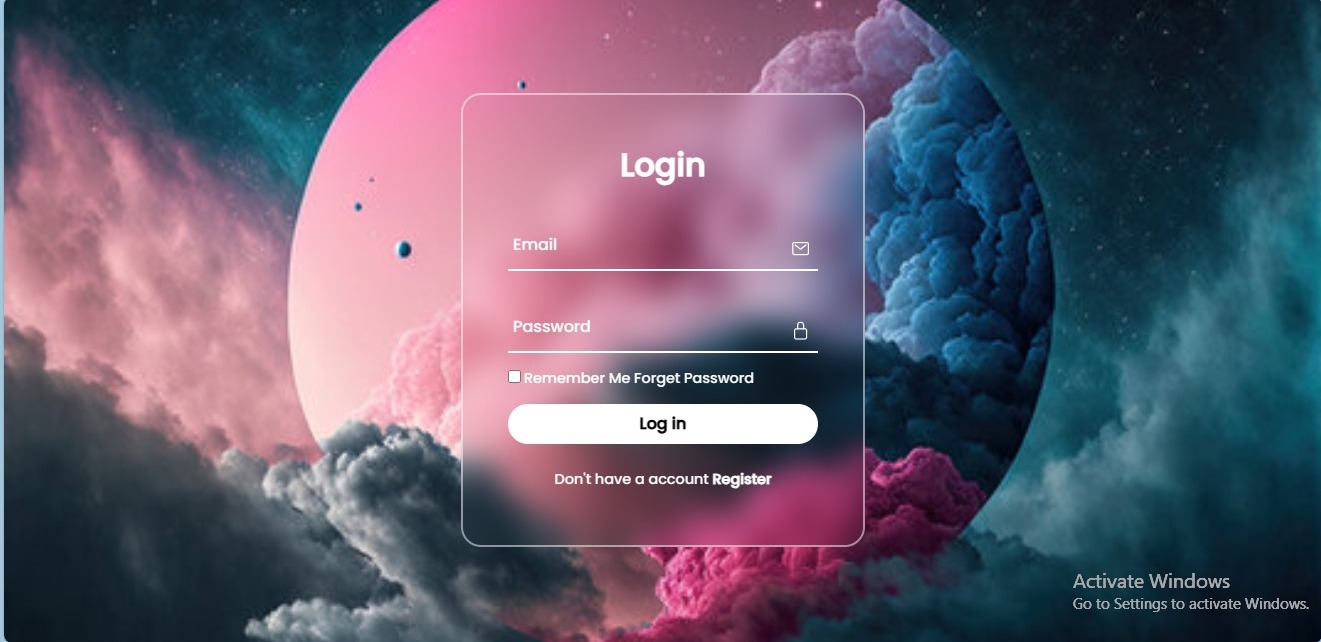 Login
Email
Password
Remember Me Forget Password
Log in
Don't have a account Register
Activate Windows
Go to Settings to activate Windows.